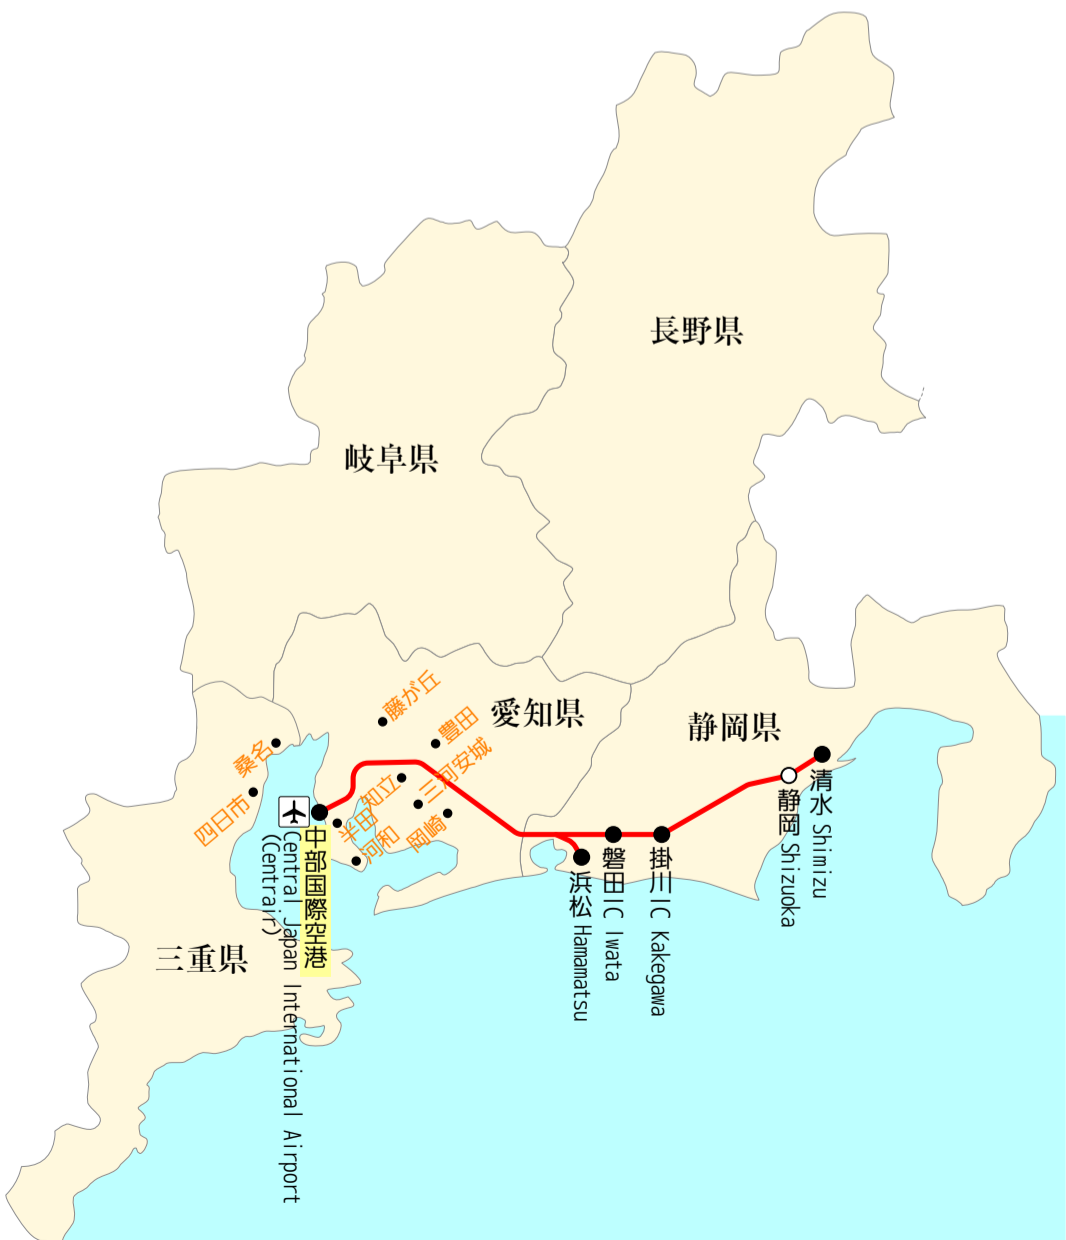 長野県
岐阜県
愛知県
静岡県
三重県
藤が丘
豊田
三河安城
知立
岡崎
半田
河和
桑名
四日市
中部国際空港
Central Japan International Airport
(Centrair)
浜松 Hamamatsu
磐田IC Iwata
掛川IC Kakegawa
静岡 Shizuoka
清水 Shimizu